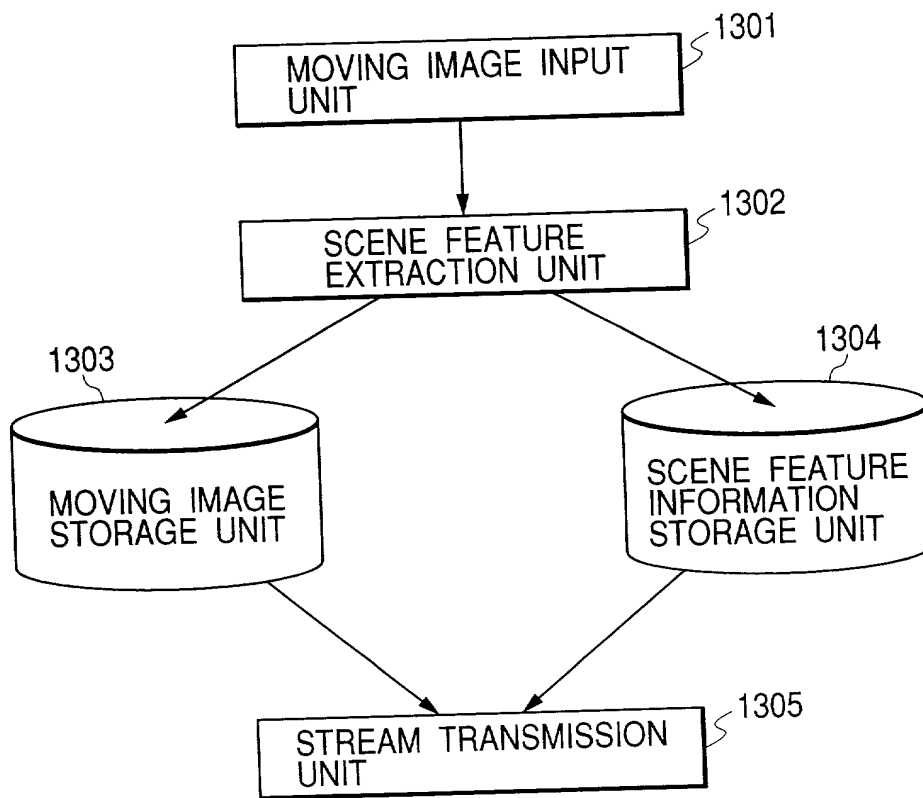 1301
MOVING IMAGE INPUT
UNIT
1302
SCENE FEATURE
EXTRACTION UNIT
1303
MOVING IMAGE
STORAGE UNIT
1304
SCENE FEATURE
INFORMATION
STORAGE UNIT
1305
STREAM TRANSMISSION
UNIT